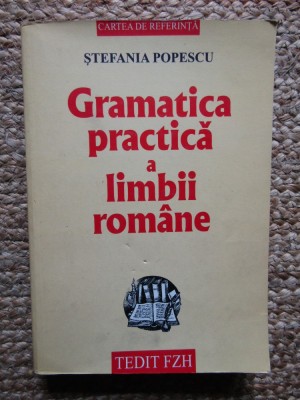 CARTEA DE REFERINȚĂ
ȘTEFANIA POPESCU
Gramatica
practică
a
limbii
române
TEDIT FZH